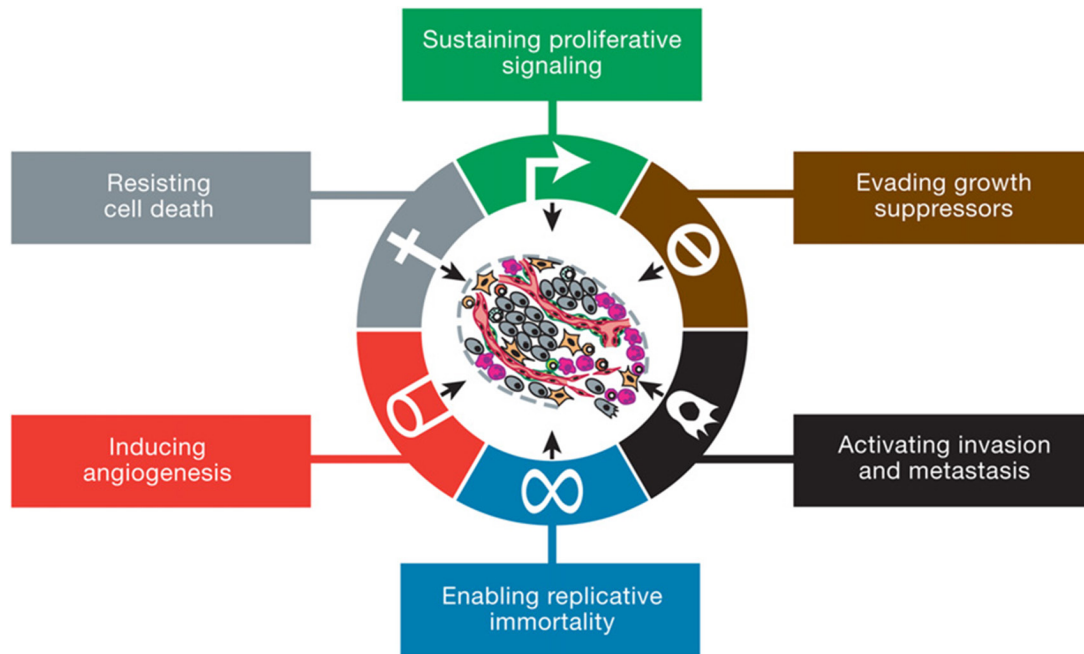 Sustaining proliferative
signaling
Resisting
cell death
Evading growth
suppressors
Inducing
angiogenesis
Activating invasion
and metastasis
Enabling replicative
immortality